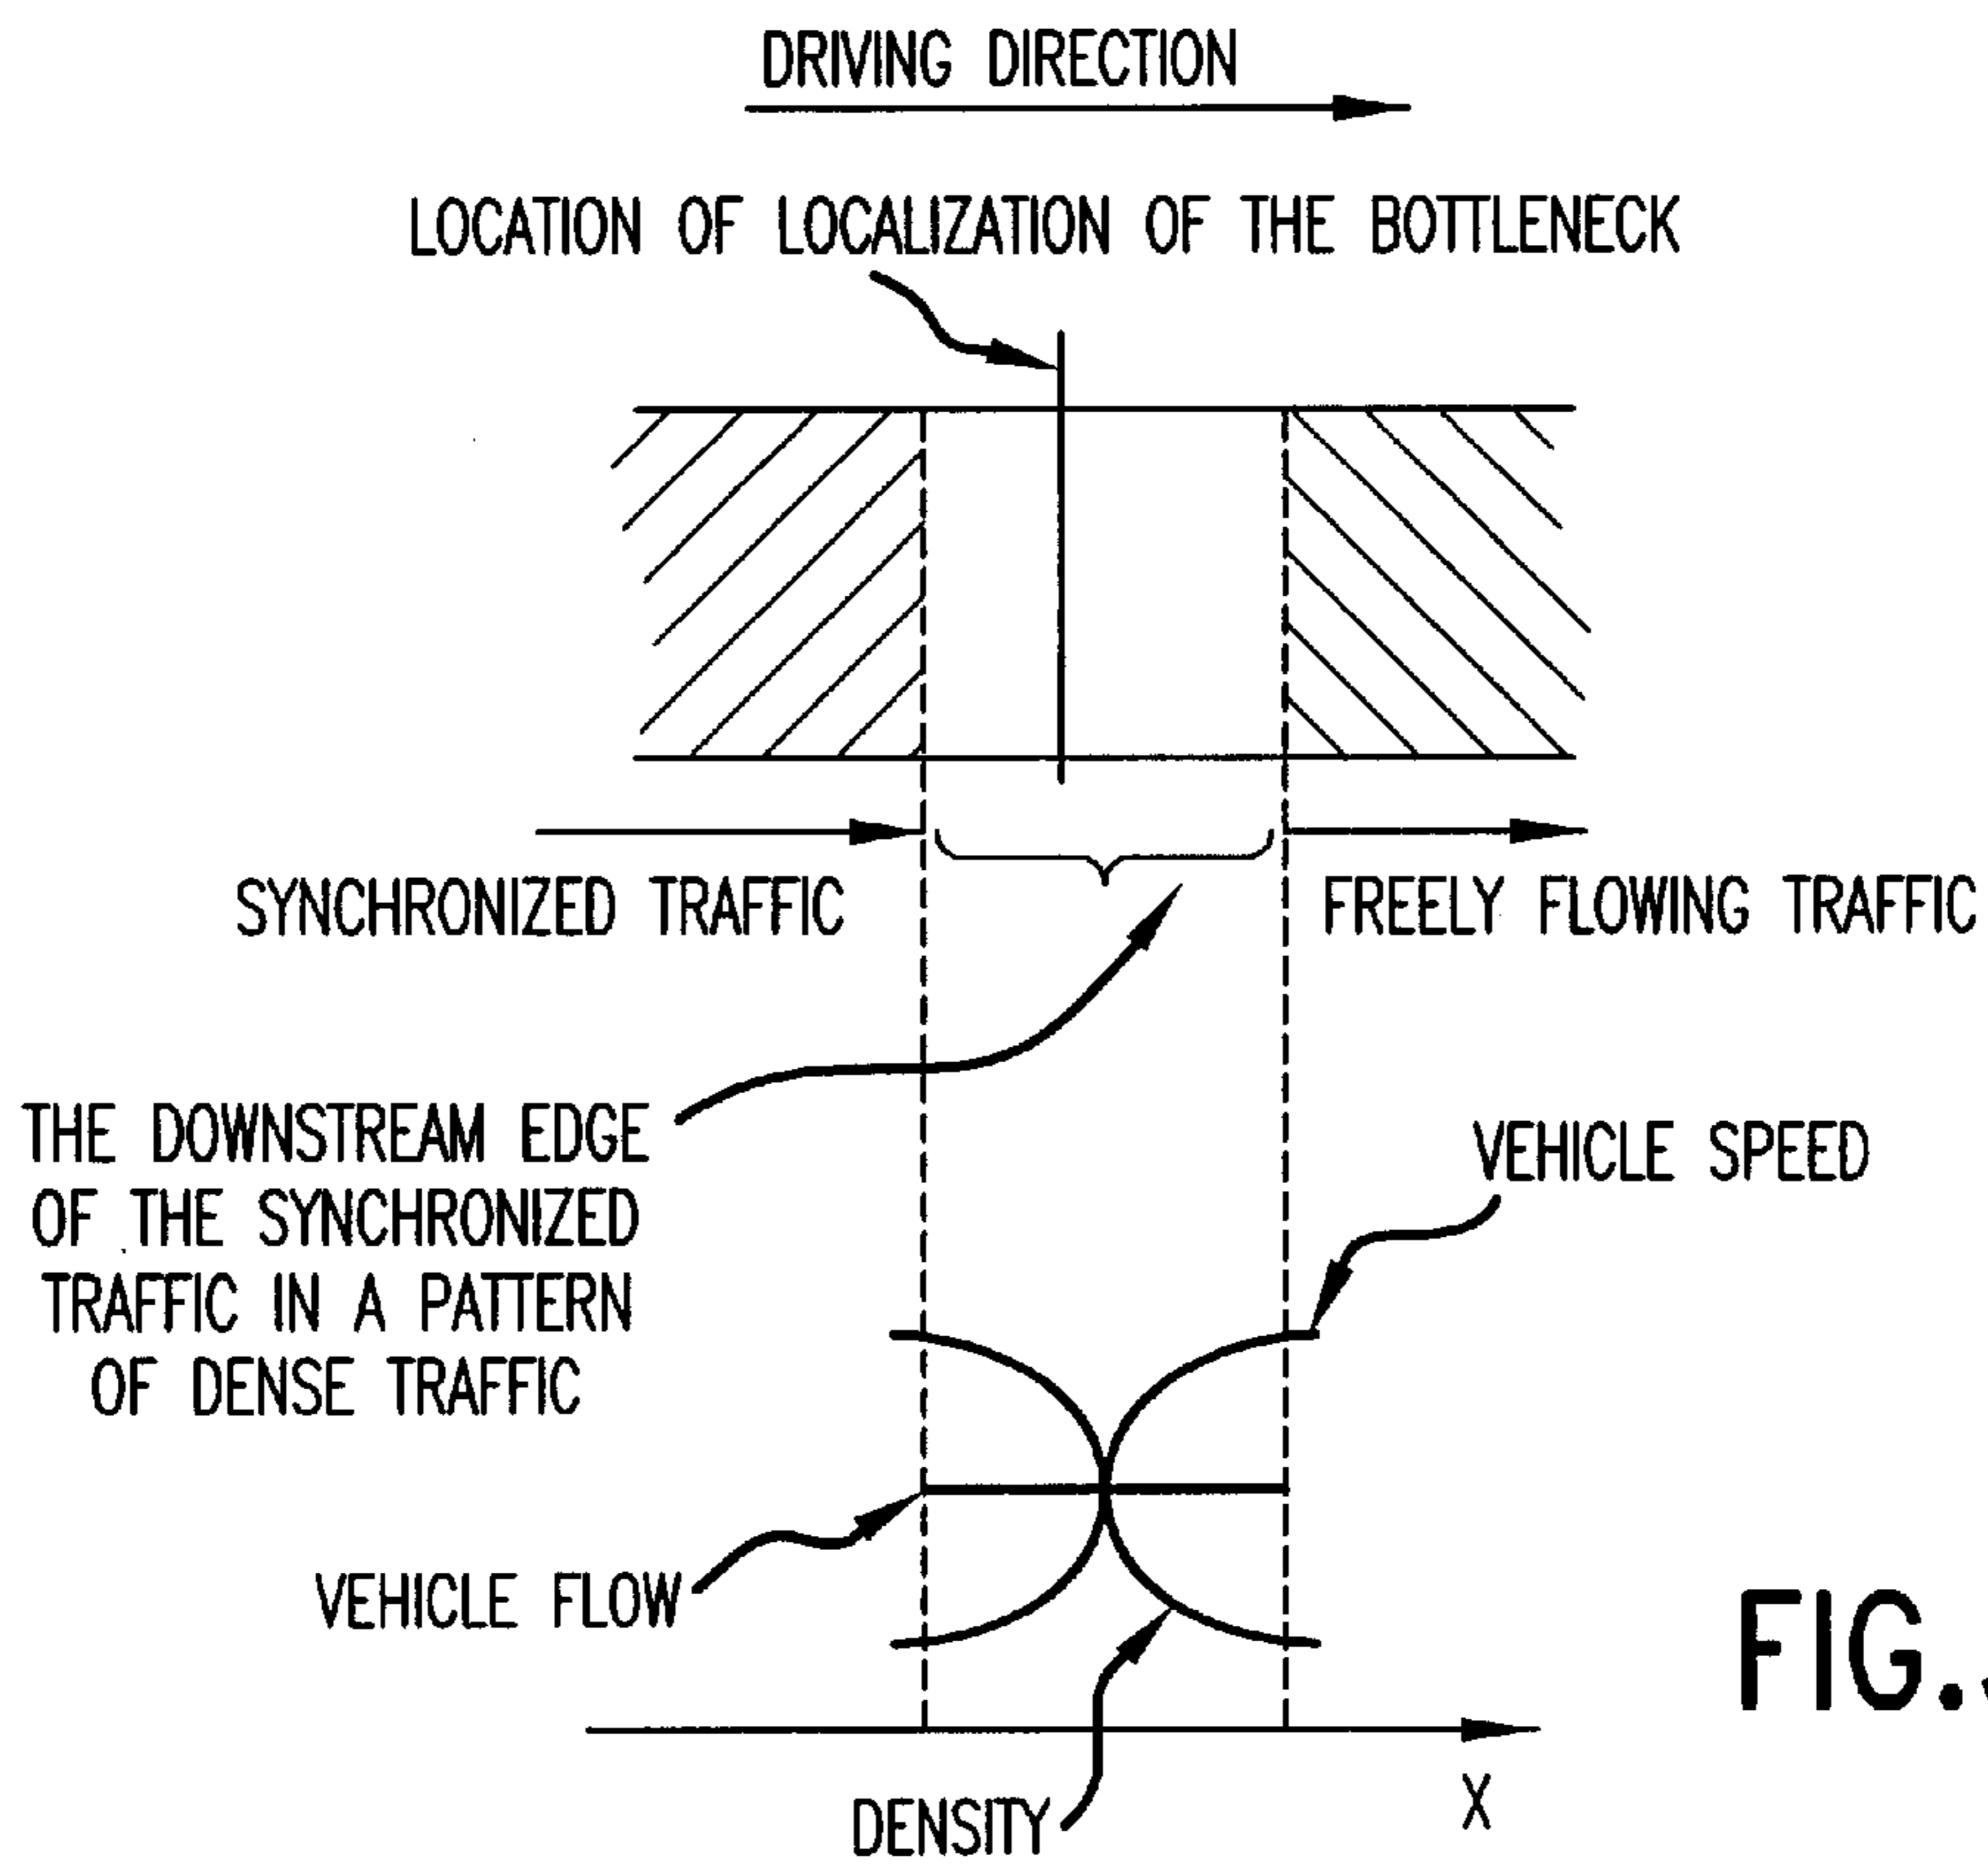 DRIVING DIRECTION
LOCATION OF LOCALIZATION OF THE BOTTLENECK
SYNCHRONIZED TRAFFIC
FREELY FLOWING TRAFFIC
THE DOWNSTREAM EDGE
OF THE SYNCHRONIZED
TRAFFIC IN A PATTERN
OF DENSE TRAFFIC
VEHICLE SPEED
VEHICLE FLOW
DENSITY
X
FIG.